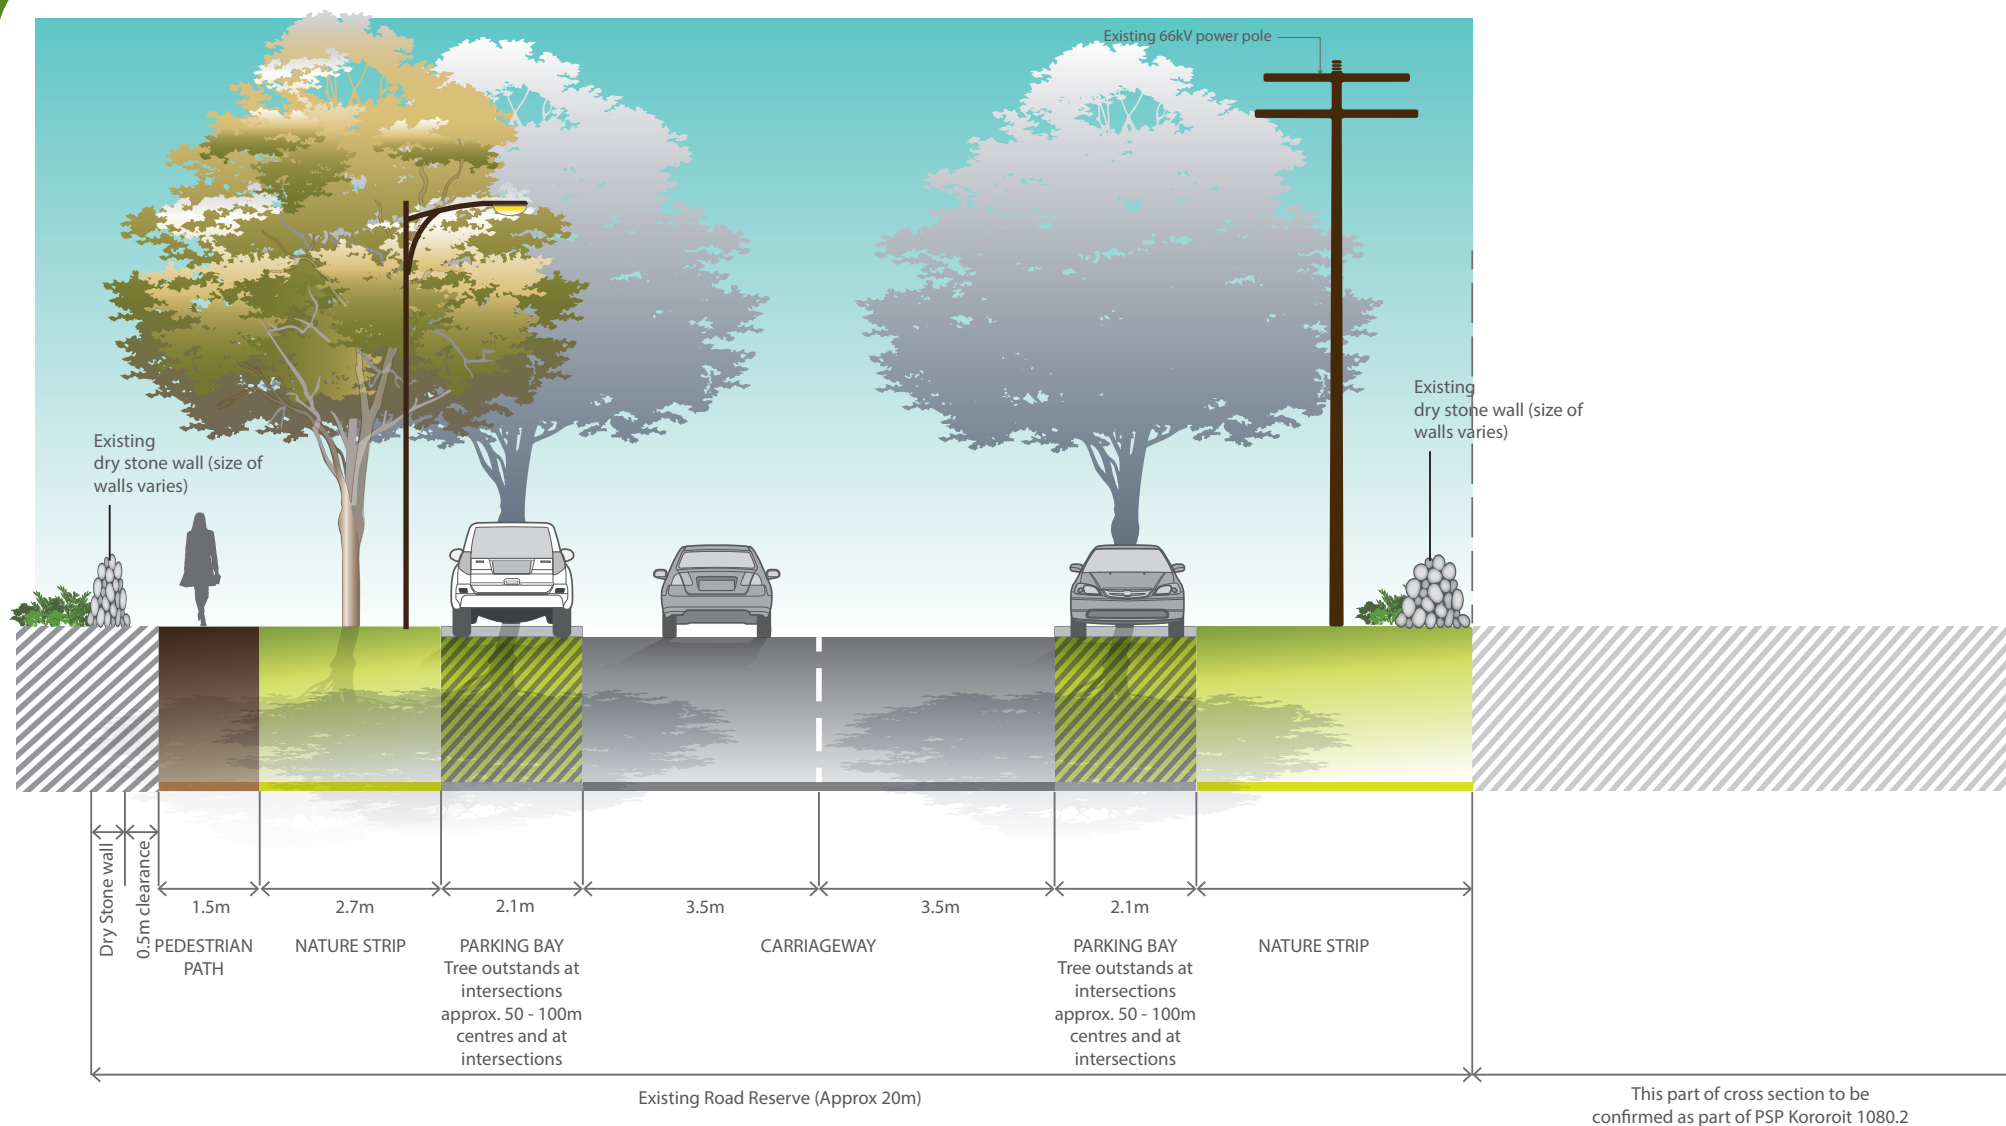 Existing 66kV power pole
Existing
dry stone wall (size of
walls varies)
Existing
dry stone wall (size of
walls varies)
Dry Stone wall
0.5m clearance
1.5m
2.7m
2.1m
3.5m
3.5m
2.1m
PEDESTRIAN
PATH
NATURE STRIP
PARKING BAY
Tree outstands at
intersections
approx. 50 - 100m
centres and at
intersections
CARRIAGEWAY
PARKING BAY
Tree outstands at
intersections
approx. 50 - 100m
centres and at
intersections
NATURE STRIP
Existing Road Reserve (Approx 20m)
This part of cross section to be
confirmed as part of PSP Kororoit 1080.2